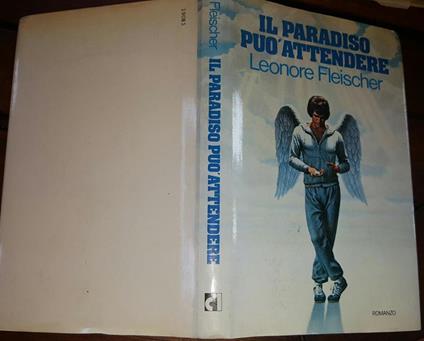 IL PARADISO
PUO' ATTENDERE
Leonore Fleischer
ROMANZO
Fleischer
IL PARADISO PUO' ATTENDERE